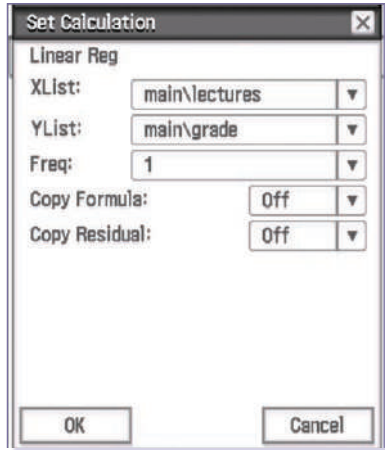 Set Calculation
Linear Reg
XList: main\lectures
YList: main\grade
Freq: 1
Copy Formula: Off
Copy Residual: Off
OK Cancel